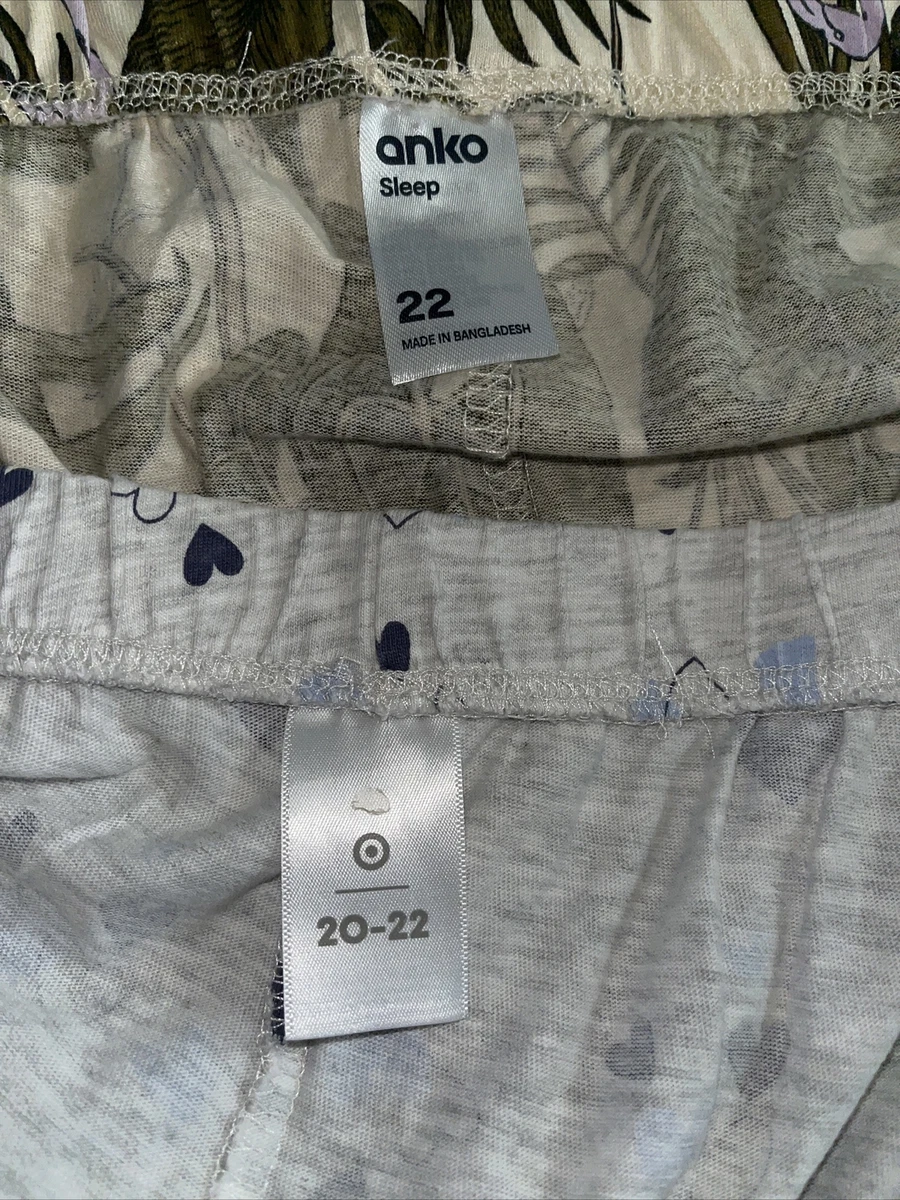 anko
Sleep
22
MADE IN BANGLADESH
20-22